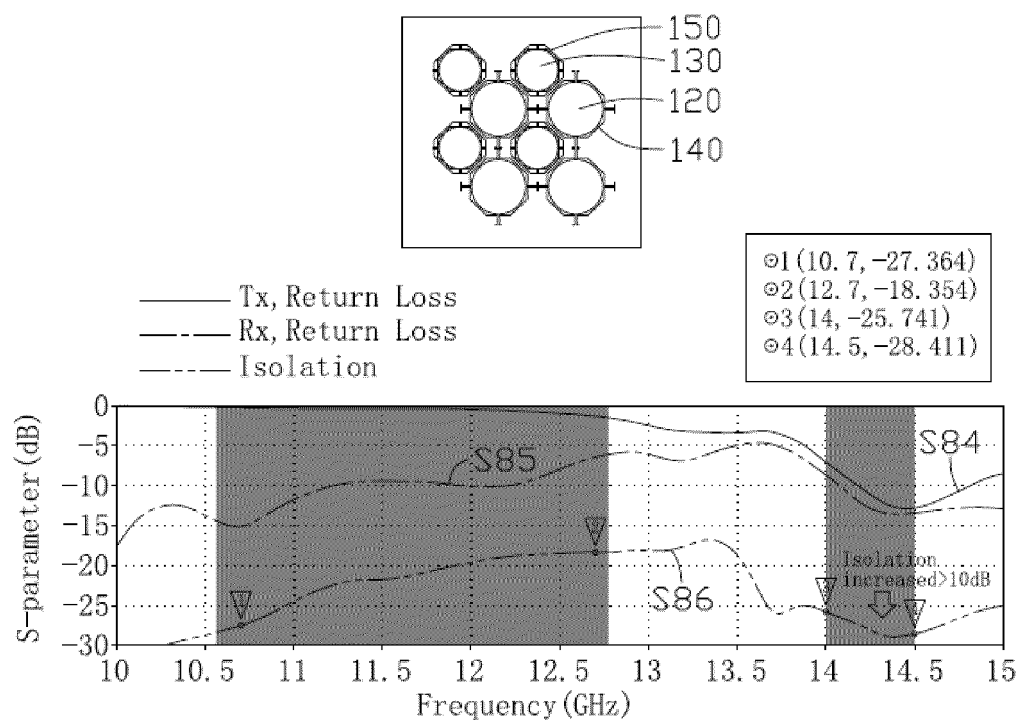 150
130
120
140
⊙1(10.7,-27.364)
⊙2(12.7,-18.354)
⊙3(14,-25.741)
⊙4(14.5,-28.411)
Tx,Return Loss
Rx,Return Loss
Isolation
S-parameter(dB)
0
-5
-10
-15
-20
-25
-30
S85
S84
S86
Isolation
increased>10dB
10 10.5 11 11.5 12 12.5 13 13.5 14 14.5 15
Frequency(GHz)